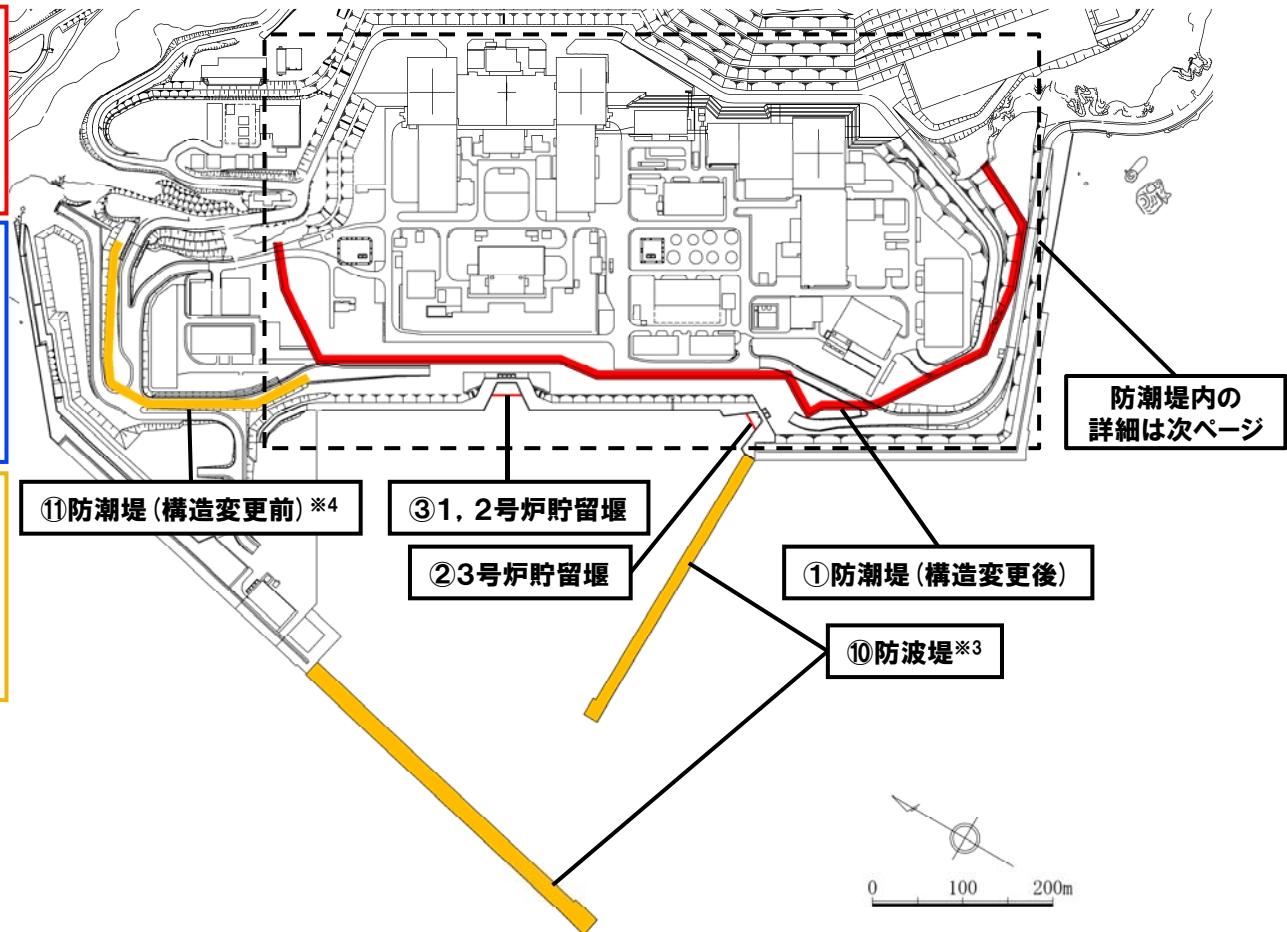 防潮堤内の
詳細は次ページ
⑪防潮堤(構造変更前)※4
③1,2号炉貯留堰
②3号炉貯留堰
①防潮堤(構造変更後)
⑩防波堤※3
0 100 200m